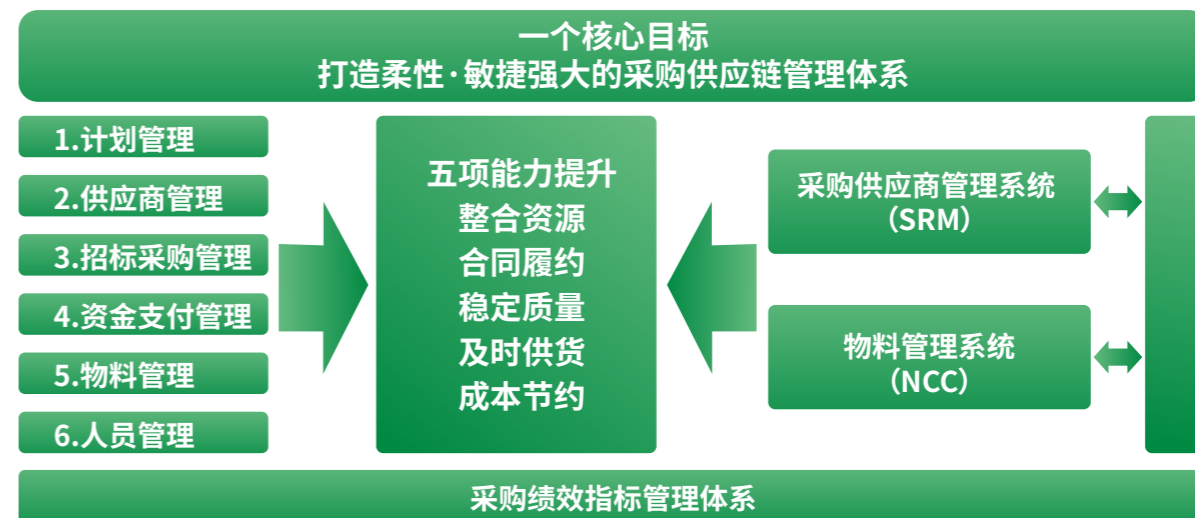 一个核心目标
打造柔性·敏捷强大的采购供应链管理体系
1.计划管理
2.供应商管理
3.招标采购管理
4.资金支付管理
5.物料管理
6.人员管理
五项能力提升
整合资源
合同履约
稳定质量
及时供货
成本节约
采购供应商管理系统
（SRM）
物料管理系统
（NCC）
采购绩效指标管理体系